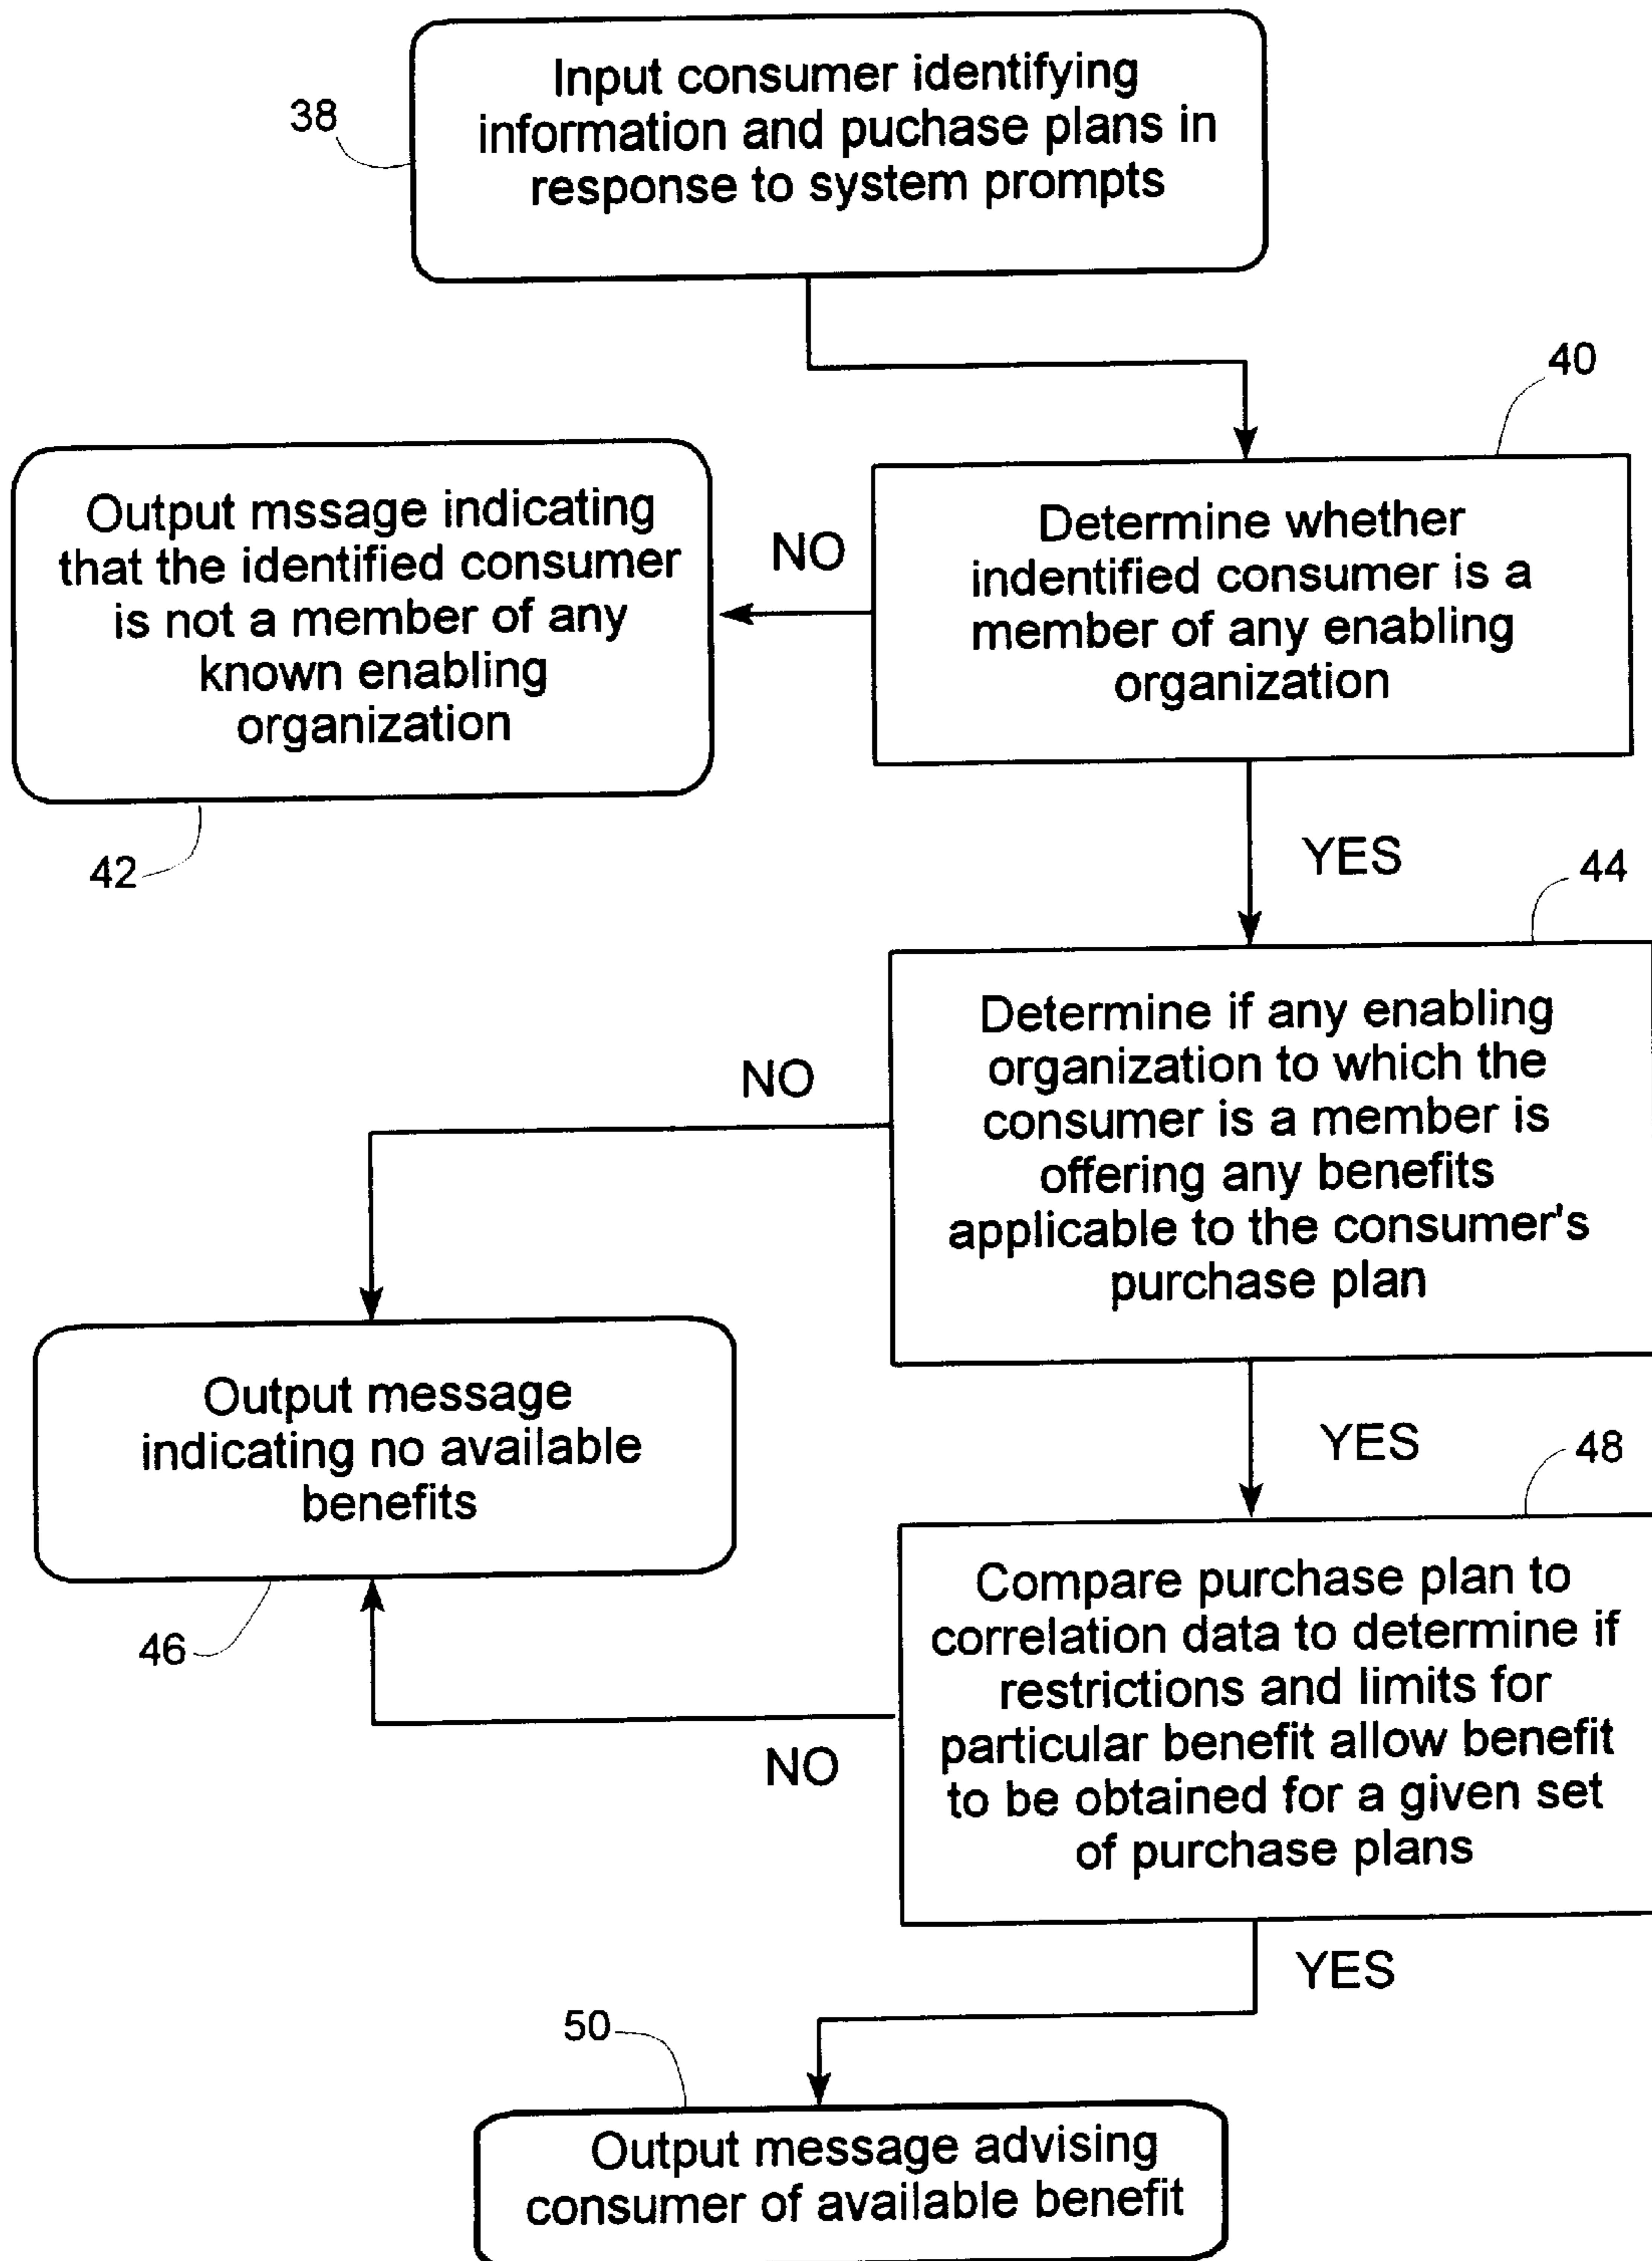 38
Input consumer identifying
information and puchase plans in
response to system prompts
40
Determine whether
indentified consumer is a
member of any enabling
organization
NO
Output mssage indicating
that the identified consumer
is not a member of any
known enabling
organization
42
YES
44
Determine if any enabling
organization to which the
consumer is a member is
offering any benefits
applicable to the consumer's
purchase plan
NO
Output message
indicating no available
benefits
46
YES
48
Compare purchase plan to
correlation data to determine if
restrictions and limits for
particular benefit allow benefit
to be obtained for a given set
of purchase plans
NO
YES
50
Output message advising
consumer of available benefit